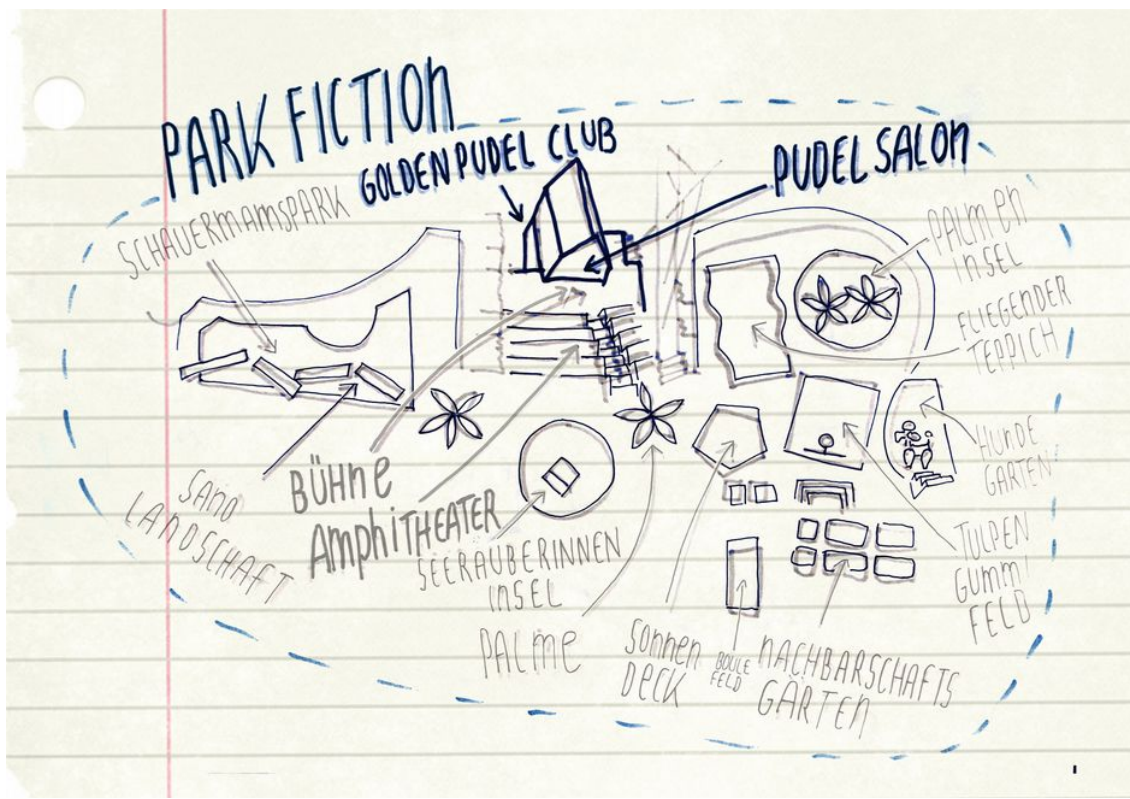 PARK FICTION
GOLDEN PUDEL CLUB
PUDEL SALON
SCHAUERMAMSPARK
PALMEN
INSEL
FLIEGENDER
TEPPICH
HUNDE
GARTEN
SAND
LANDSCHAFT
BÜHNE
AMPHITHEATER
SEERAUBERINNEN
INSEL
PALME
SONNEN
DECK
BOULE
FELD
NACHBARSCHAFTS
GÄRTEN
TULPEN
GUMMI
FELD